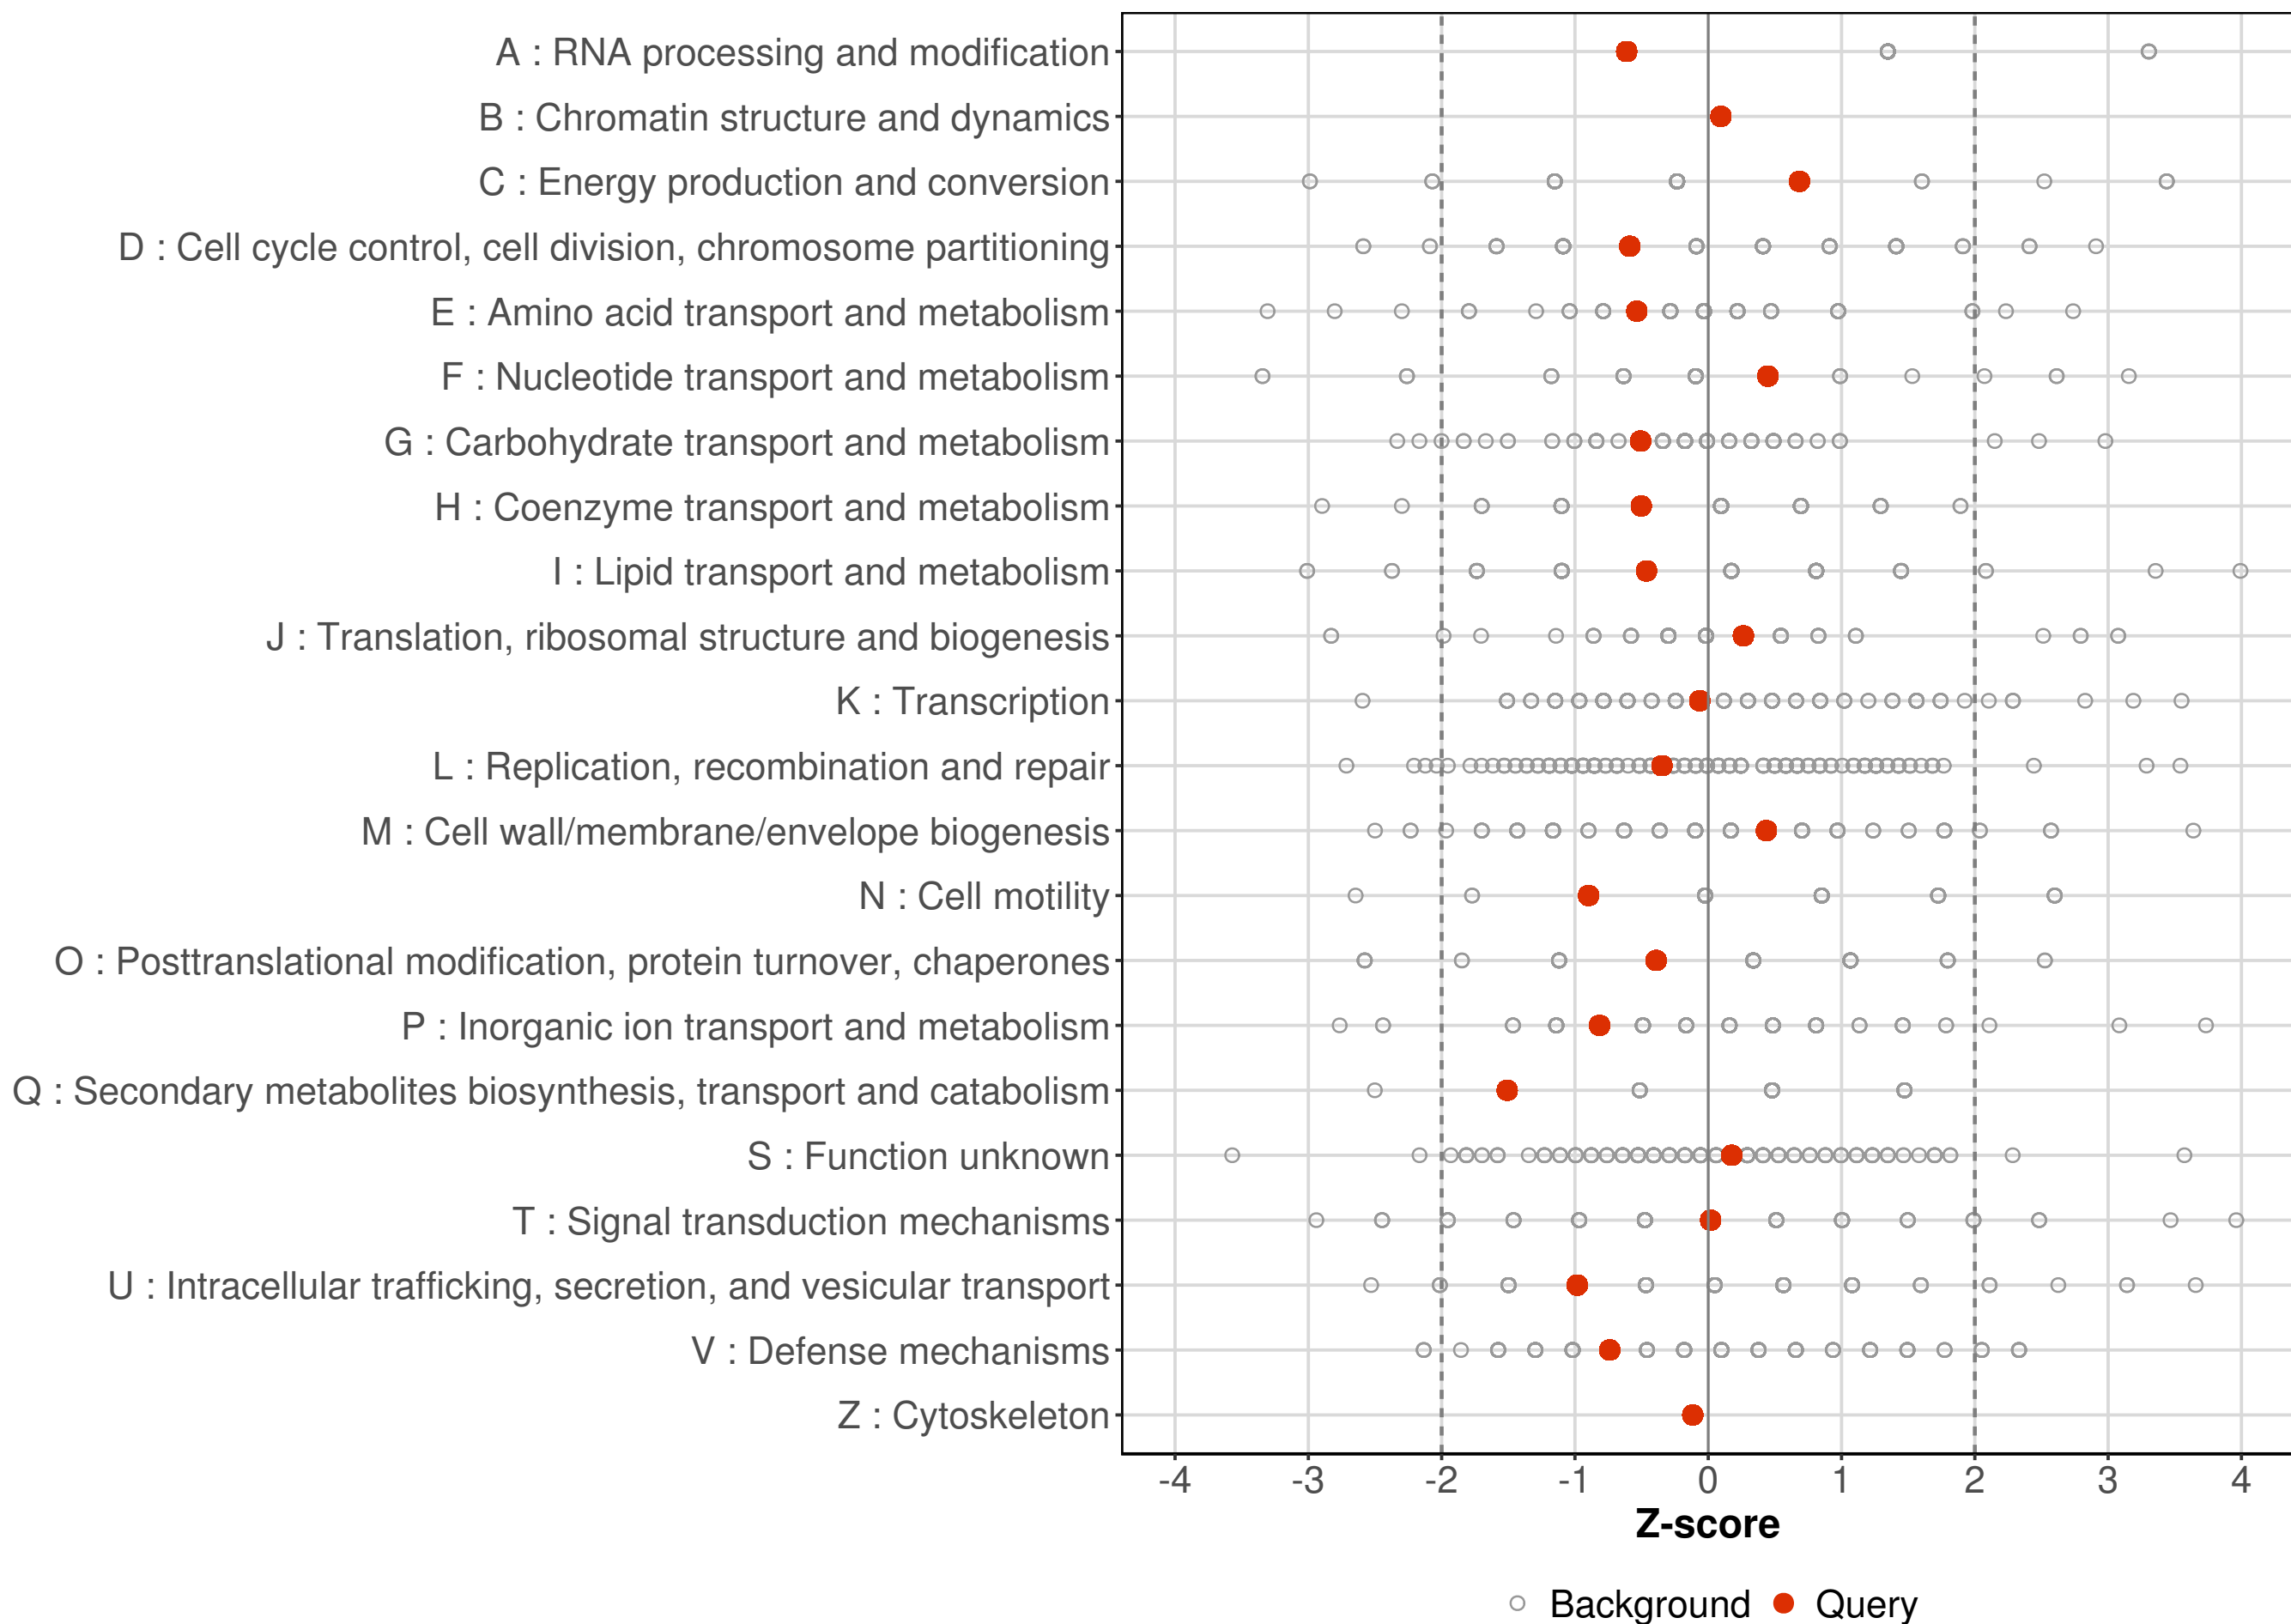 A : RNA processing and modification
B : Chromatin structure and dynamics
C : Energy production and conversion
D : Cell cycle control, cell division, chromosome partitioning
E : Amino acid transport and metabolism
F : Nucleotide transport and metabolism
G : Carbohydrate transport and metabolism
H : Coenzyme transport and metabolism
I : Lipid transport and metabolism
J : Translation, ribosomal structure and biogenesis
K : Transcription
L : Replication, recombination and repair
M : Cell wall/membrane/envelope biogenesis
N : Cell motility
O : Posttranslational modification, protein turnover, chaperones
P : Inorganic ion transport and metabolism
Q : Secondary metabolites biosynthesis, transport and catabolism
S : Function unknown
T : Signal transduction mechanisms
U : Intracellular trafficking, secretion, and vesicular transport
V : Defense mechanisms
Z : Cytoskeleton
-4 -3 -2 -1 0 1 2 3 4
Z-score
Background Query